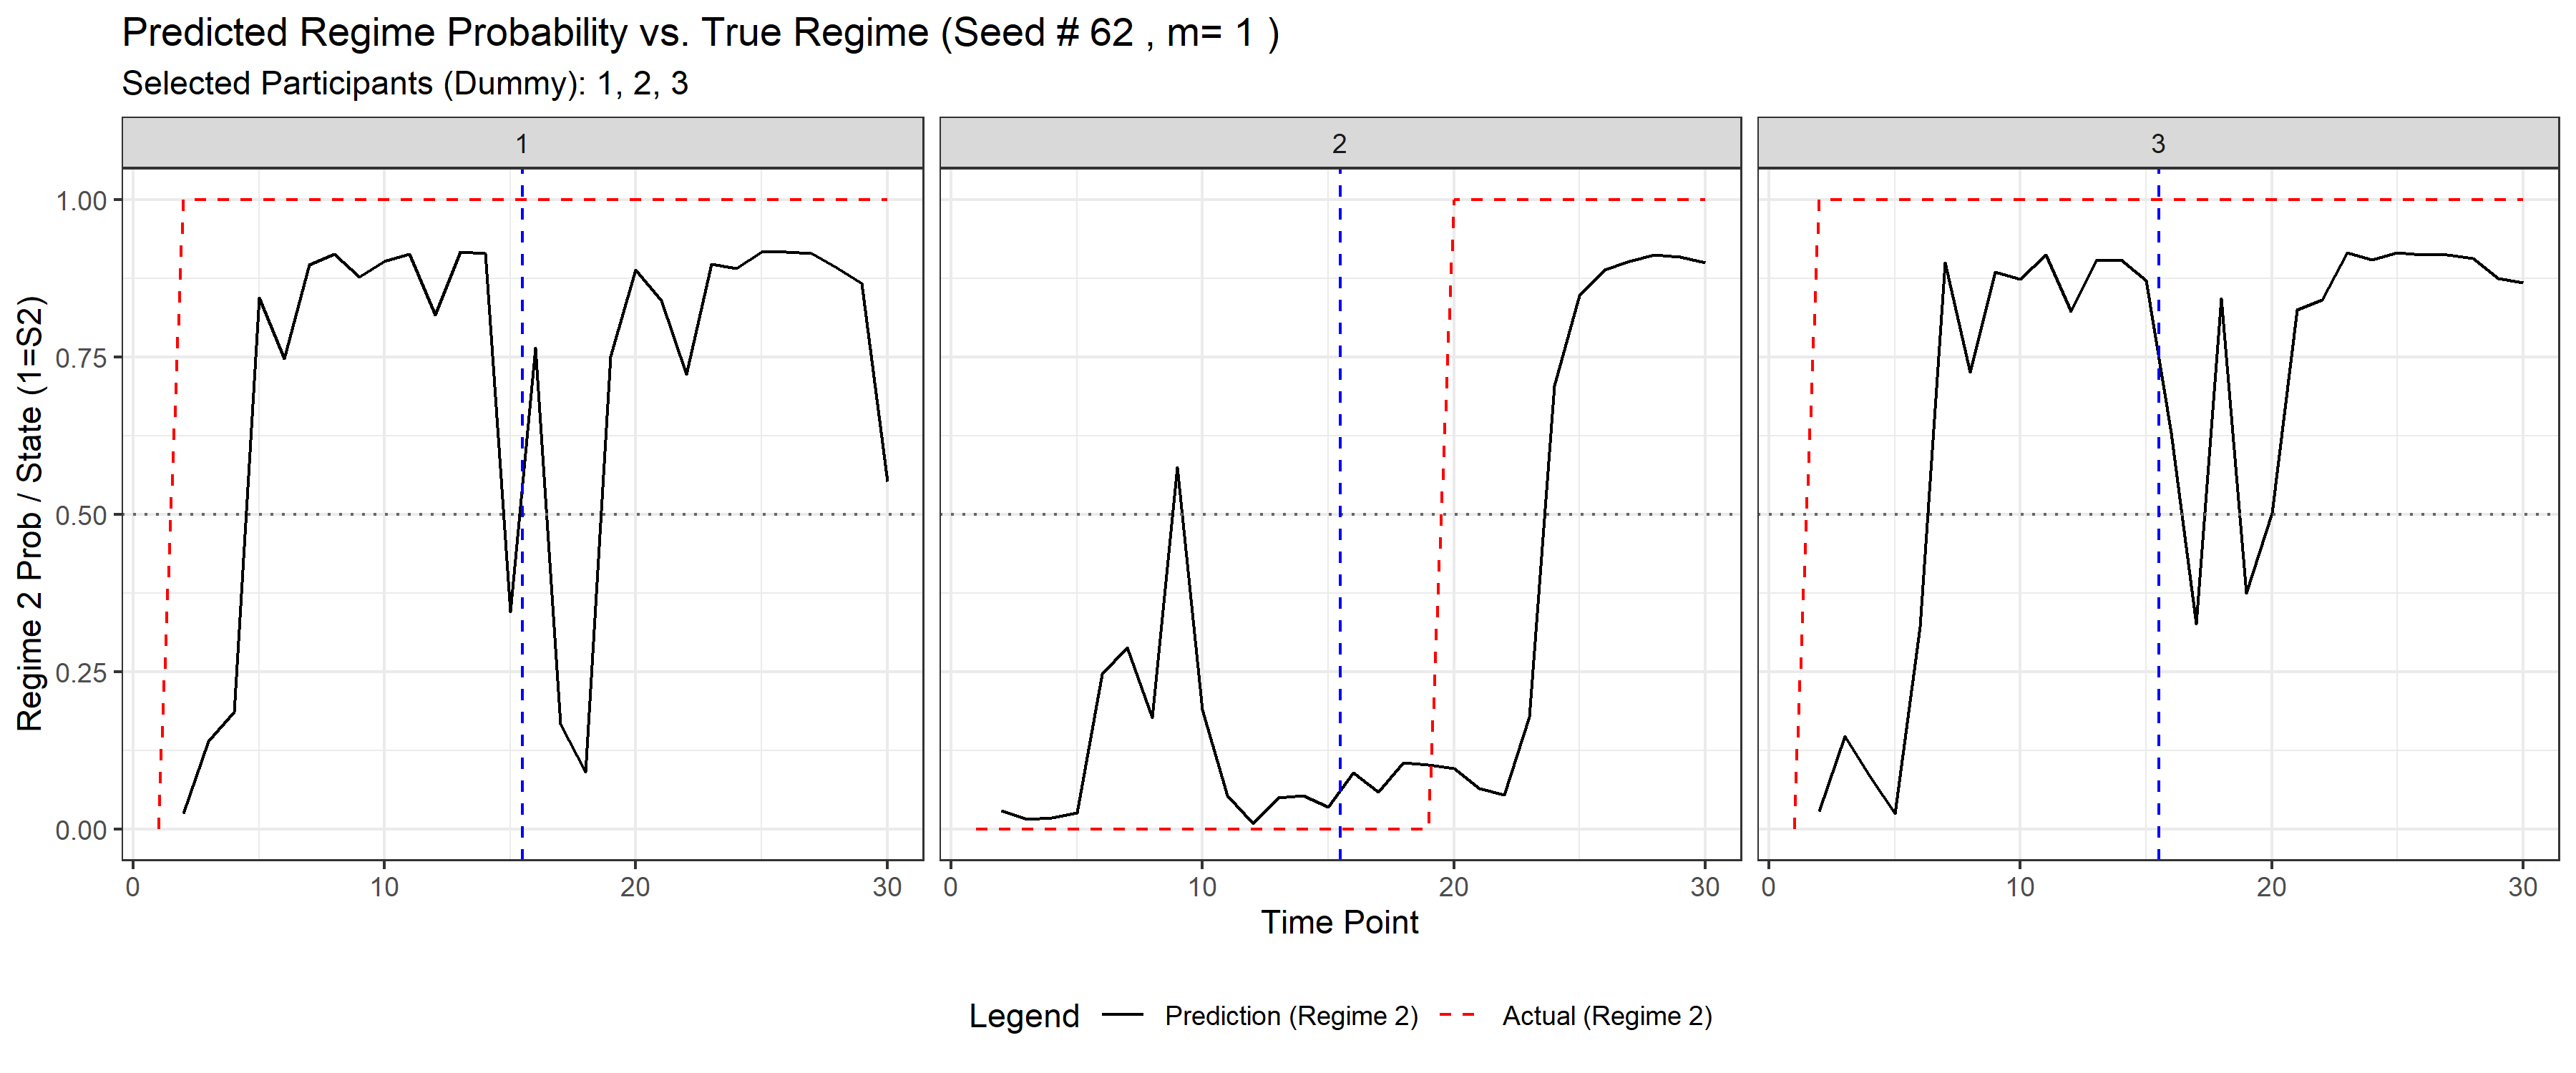 Predicted Regime Probability vs. True Regime (Seed # 62 , m= 1 )
Selected Participants (Dummy): 1, 2, 3
1 2 3
Regime 2 Prob / State (1=S2)
1.00
0.75
0.50
0.25
0.00
0 10 20 30 0 10 20 30 0 10 20 30
Time Point
Legend Prediction (Regime 2) Actual (Regime 2)